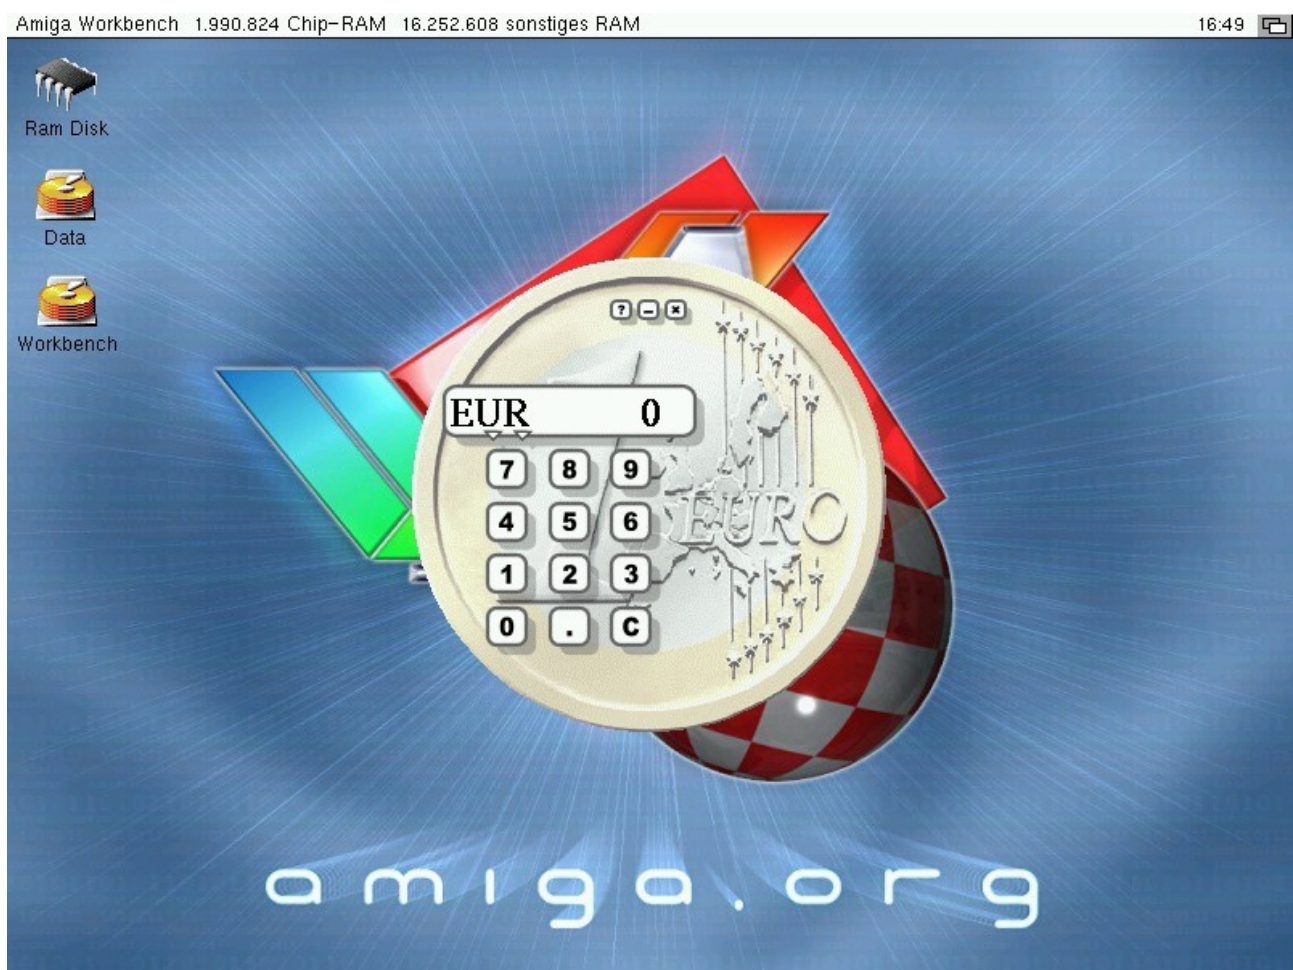 Amiga Workbench 1.990.824 Chip-RAM 16.252.608 sonstiges RAM 16:49
Ram Disk
Data
Workbench
?
EUR 0
7 8 9
4 5 6
1 2 3
0 . C
EURO
amiga.org